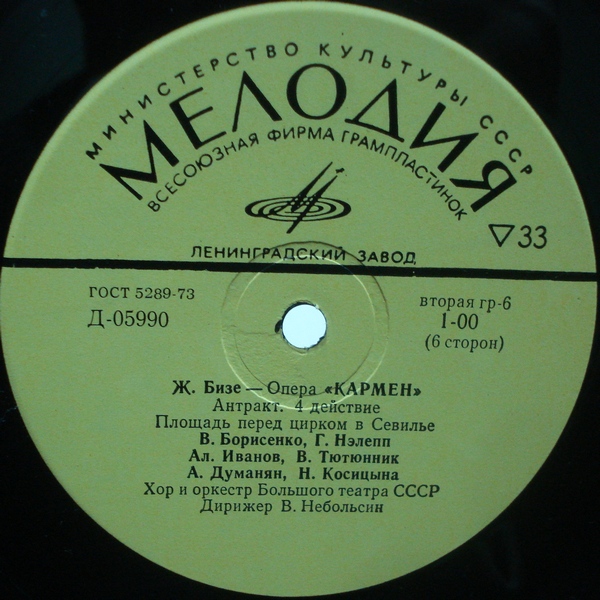 МИНИСТЕРСТВО КУЛЬТУРЫ СССР
МЕЛОДИЯ
ВСЕСОЮЗНАЯ ФИРМА ГРАМПЛАСТИНОК
ЛЕНИНГРАДСКИЙ ЗАВОД
▽33
ГОСТ 5289-73
Д-05990
вторая гр-6
1-00
(6 сторон)
Ж. Бизе — Опера «КАРМЕН»
Антракт. 4 действие
Площадь перед цирком в Севилье
В. Борисенко, Г. Нэлепп
Ал. Иванов, В. Тютюнник
А. Думанян, Н. Косицына
Хор и оркестр Большого театра СССР
Дирижер В. Небольсин